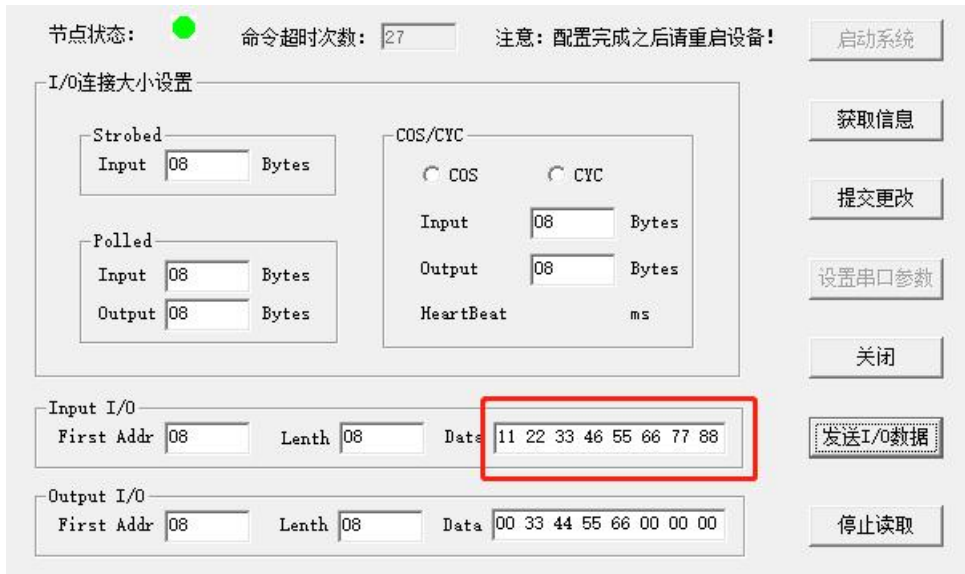 节点状态: 命令超时次数: 27 注意: 配置完成之后请重启设备! 启动系统
I/O连接大小设置
获取信息
Strobed
Input 08 Bytes
COS/CYC
COS CYC
提交更改
Input 08 Bytes
Polled
Input 08 Bytes
Output 08 Bytes
设置串口参数
Output 08 Bytes
HeartBeat ms
关闭
Input I/O
First Addr 08 Lenth 08 Data 11 22 33 46 55 66 77 88
发送I/O数据
Output I/O
First Addr 08 Lenth 08 Data 00 33 44 55 66 00 00 00
停止读取